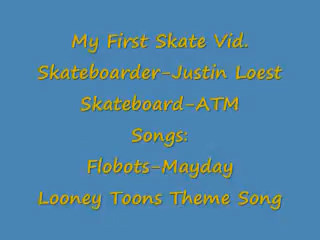 My First Skate Vid.
Skateboarder-Justin Loest
Skateboard-ATM
Songs:
Flobots-Mayday
Looney Toons Theme Song